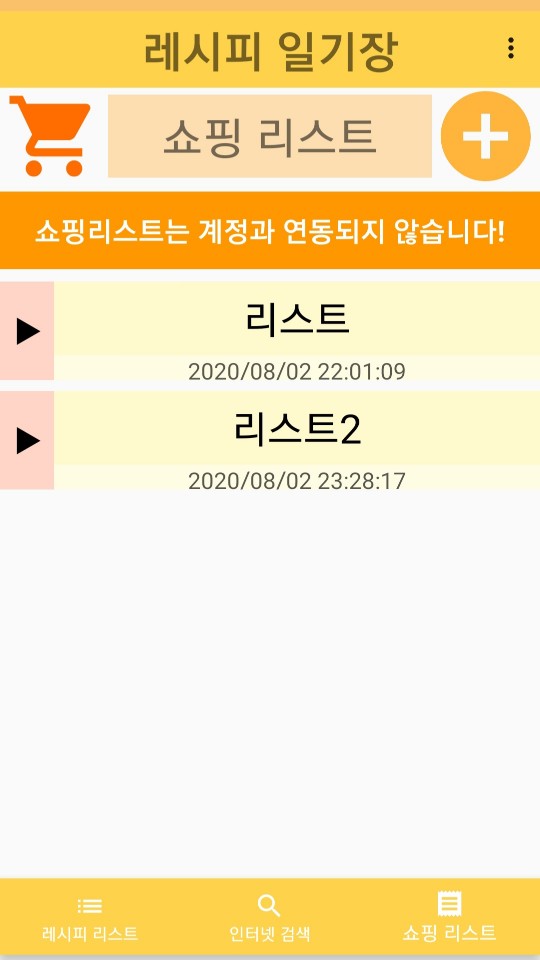 레시피 일기장
쇼핑 리스트
쇼핑리스트는 계정과 연동되지 않습니다!
리스트
2020/08/02 22:01:09
리스트2
2020/08/02 23:28:17
레시피 리스트
인터넷 검색
쇼핑 리스트